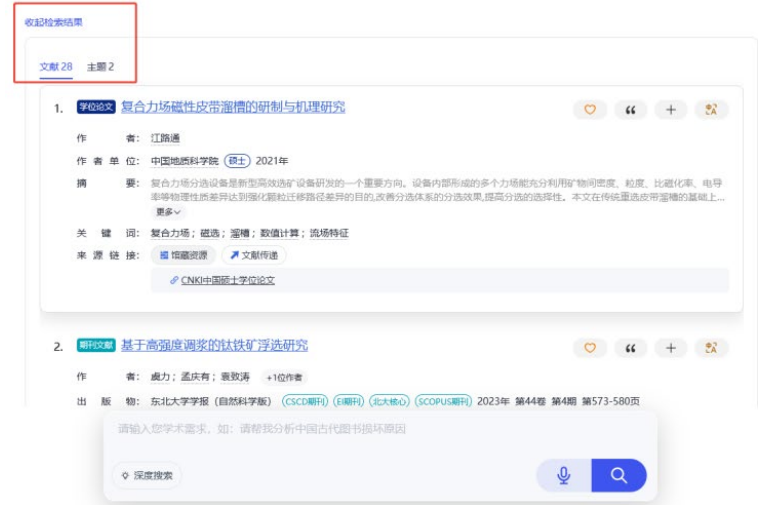 收起检索结果
文献 28 主题 2
1. 学位论文 复合力场磁性皮带溜槽的研制与机理研究
作者: 江路通
作者单位: 中国地质科学院 (硕士) 2021年
摘要: 复合力场分选设备是新型高效选矿设备研发的一个重要方向。设备内部形成的多个力场能充分利用矿物间密度、粒度、比磁化率、电导
率等物理性质差异达到强化颗粒迁移路径差异的目的,改善分选体系的分选效果,提高分选的选择性。本文在传统重选皮带溜槽的基础上...
更多
关键词: 复合力场; 磁选; 溜槽; 数值计算; 流场特征
来源链接: 馆藏资源 文献传递
CNKI中国硕士学位论文
2. 期刊文献 基于高强度调浆的钛铁矿浮选研究
作者: 虞力; 孟庆有; 袁致涛 +1位作者
出版物: 东北大学学报 (自然科学版) (CSCD期刊) (EI期刊) (北大核心) (SCOPUS期刊) 2023年 第44卷 第4期 第573-580页
请输入您学术需求, 如: 请帮我分析中国古代图书损坏原因
深度搜索